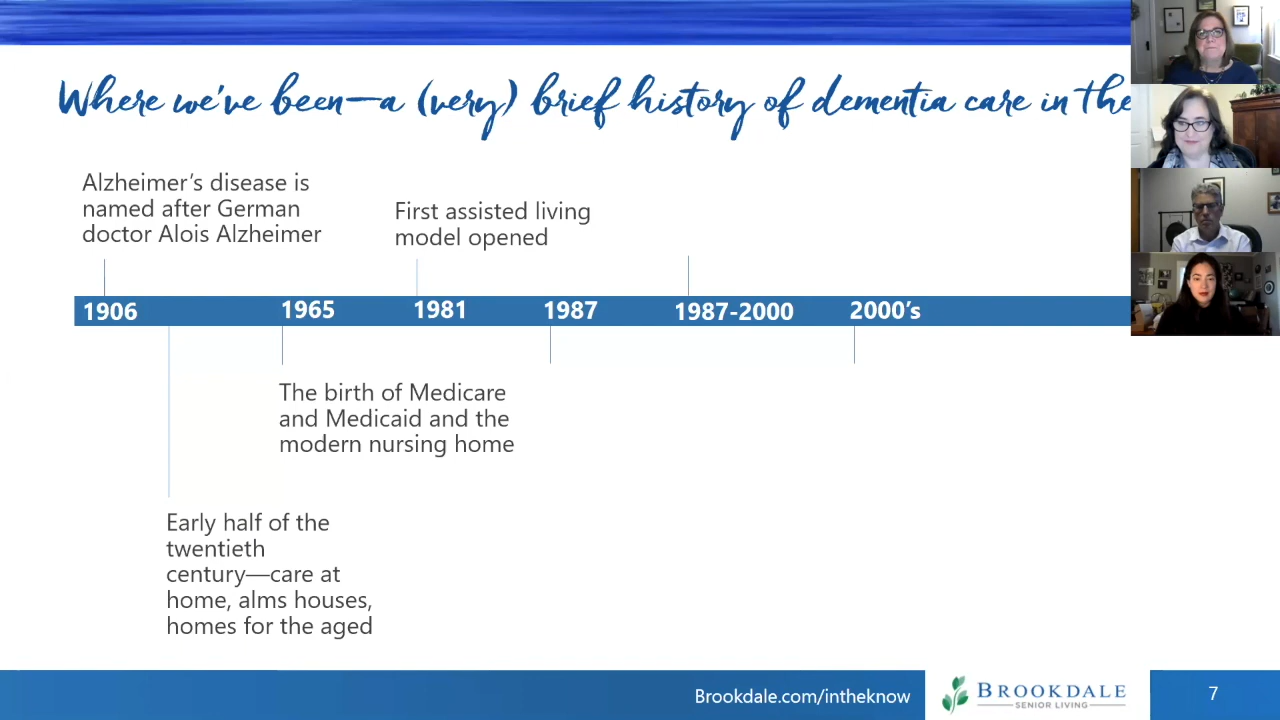 Where we've been—a (very) brief history of dementia care in the
Alzheimer's disease is
named after German
doctor Alois Alzheimer
First assisted living
model opened
1906
1965
1981
1987
1987-2000
2000's
The birth of Medicare
and Medicaid and the
modern nursing home
Early half of the
twentieth
century—care at
home, alms houses,
homes for the aged
Brookdale.com/intheknow
BROOKDALE
SENIOR LIVING
7